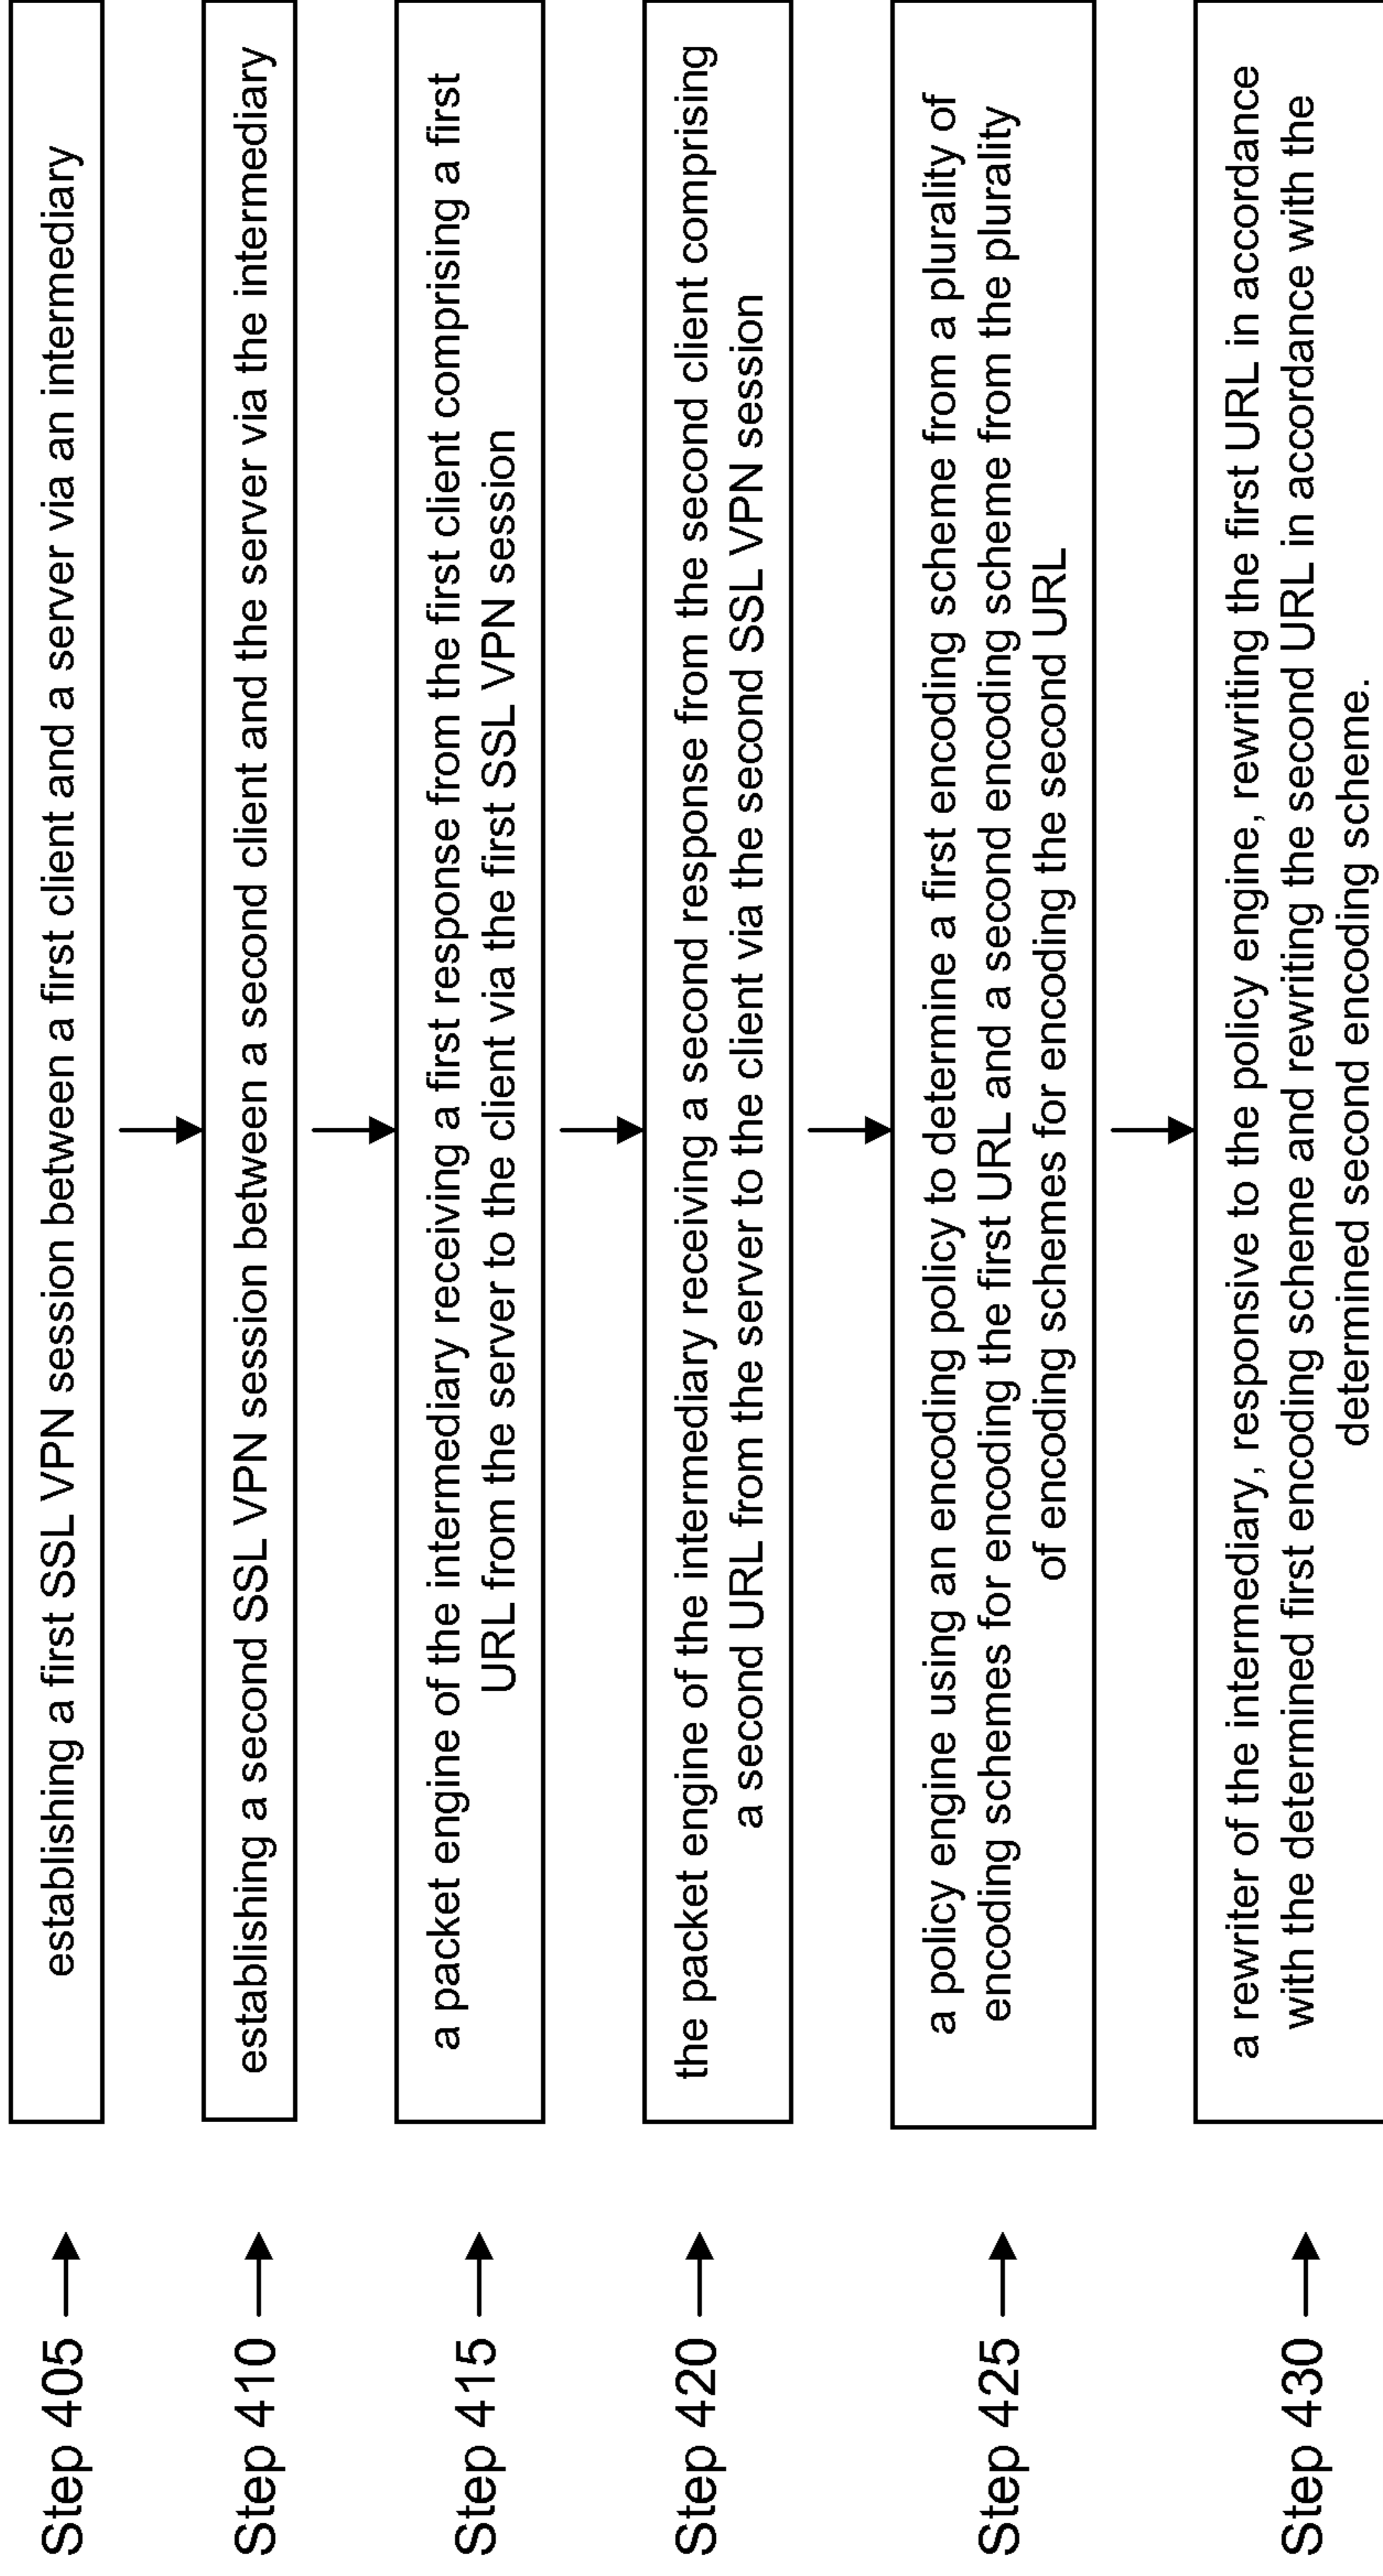 Step 405
establishing a first SSL VPN session between a first client and a server via an intermediary
Step 410
establishing a second SSL VPN session between a second client and the server via the intermediary
Step 415
a packet engine of the intermediary receiving a first response from the first client comprising a first
URL from the server to the client via the first SSL VPN session
Step 420
the packet engine of the intermediary receiving a second response from the second client comprising
a second URL from the server to the client via the second SSL VPN session
Step 425
a policy engine using an encoding policy to determine a first encoding scheme from a plurality of
encoding schemes for encoding the first URL and a second encoding scheme from the plurality
of encoding schemes for encoding the second URL
Step 430
a rewriter of the intermediary, responsive to the policy engine, rewriting the first URL in accordance
with the determined first encoding scheme and rewriting the second URL in accordance with the
determined second encoding scheme.